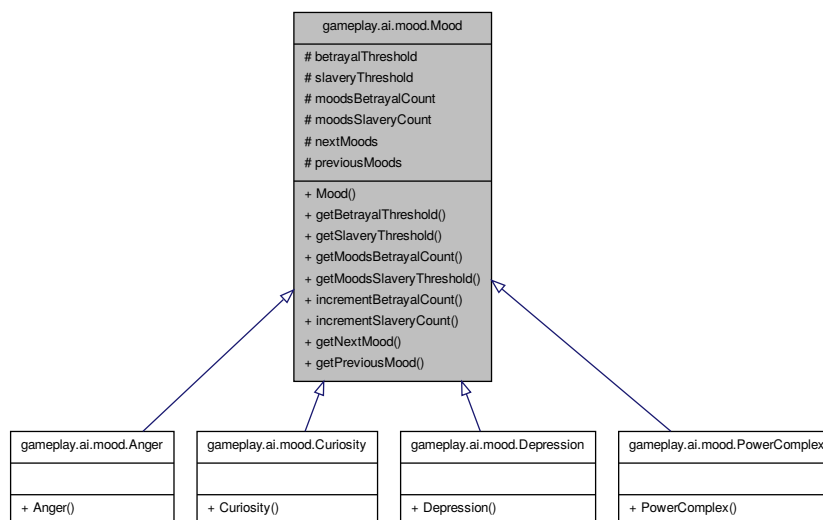 gameplay.ai.mood.Mood
# betrayalThreshold
# slaveryThreshold
# moodsBetrayalCount
# moodsSlaveryCount
# nextMoods
# previousMoods
+ Mood()
+ getBetrayalThreshold()
+ getSlaveryThreshold()
+ getMoodsBetrayalCount()
+ getMoodsSlaveryThreshold()
+ incrementBetrayalCount()
+ incrementSlaveryCount()
+ getNextMood()
+ getPreviousMood()
gameplay.ai.mood.Anger
+ Anger()
gameplay.ai.mood.Curiosity
+ Curiosity()
gameplay.ai.mood.Depression
+ Depression()
gameplay.ai.mood.PowerComplex
+ PowerComplex()